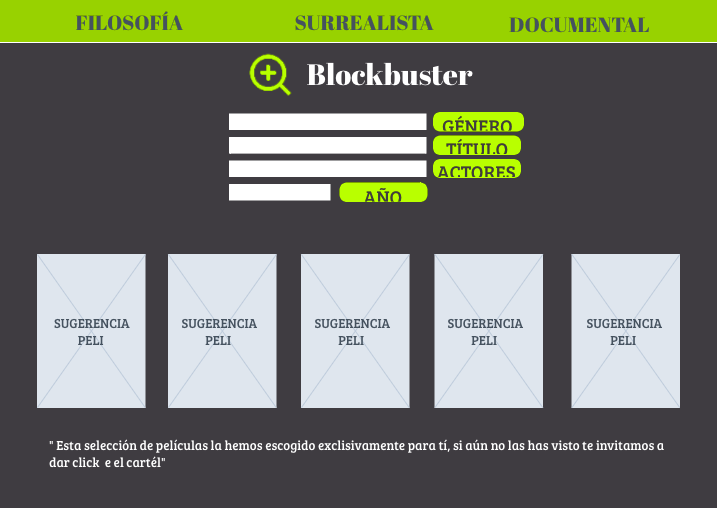 FILOSOFÍA SURREALISTA DOCUMENTAL
Blockbuster
GÉNERO
TÍTULO
ACTORES
AÑO
SUGERENCIA PELI
SUGERENCIA PELI
SUGERENCIA PELI
SUGERENCIA PELI
SUGERENCIA PELI
" Esta selección de películas la hemos escogido exclisivamente para tí, si aún no las has visto te invitamos a
dar click e el cartél"